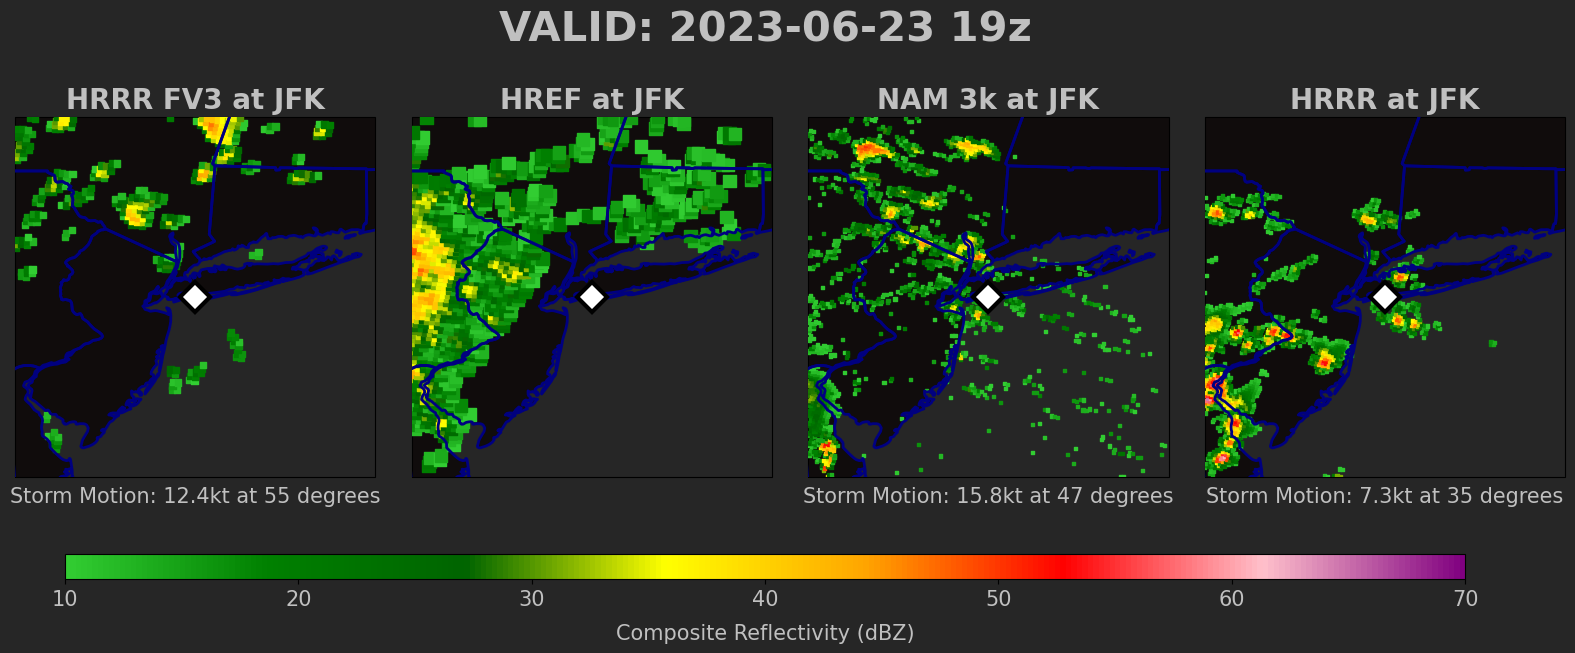 VALID: 2023-06-23 19z
HRRR FV3 at JFK
HREF at JFK
NAM 3k at JFK
HRRR at JFK
Storm Motion: 12.4kt at 55 degrees
Storm Motion: 15.8kt at 47 degrees
Storm Motion: 7.3kt at 35 degrees
10 20 30 40 50 60 70
Composite Reflectivity (dBZ)